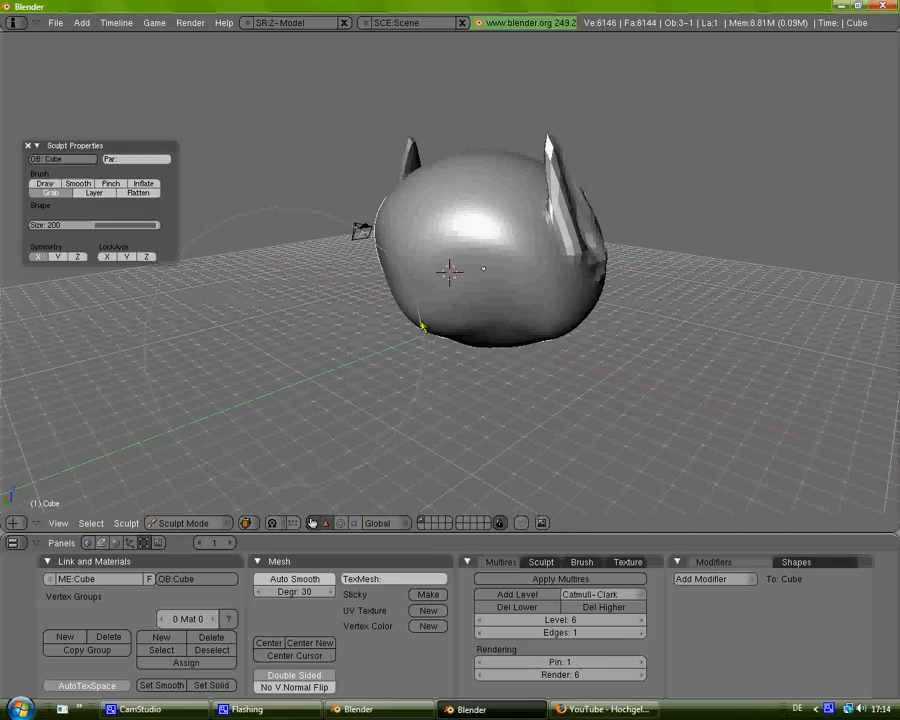 Blender
File Add Timeline Game Render Help SR:2-Model SCE:Scene www.blender.org 249.2 Ve:6146 | Fa:6144 | Ob:3-1 | La:1 | Mem:8.81M (0.09M) | Time: | Cube
Sculpt Properties
OB: Cube Par:
Brush
Draw Smooth Pinch Inflate
Grab Layer Flatten
Shape
Size: 200
Symmetry LockAxis
X Y Z X Y Z
(1) Cube
View Select Sculpt Sculpt Mode Global
Panels 1
Link and Materials Mesh Multires Sculpt Brush Texture Modifiers Shapes
ME:Cube F OB:Cube Auto Smooth TexMesh: Apply Multires Add Modifier To: Cube
Vertex Groups Degr: 30 Sticky Make Add Level Catmull-Clark
Del Lower Del Higher
0 Mat 0 ? UV Texture New Level: 6
New Delete New Delete Vertex Color New Edges: 1
Copy Group Select Deselect Center Center New Rendering
Assign Center Cursor Pin: 1
Double Sided Render: 6
AutoTexSpace Set Smooth Set Solid No V.Normal Flip
CamStudio Flashing Blender Blender YouTube - Hochgel... DE 17:14